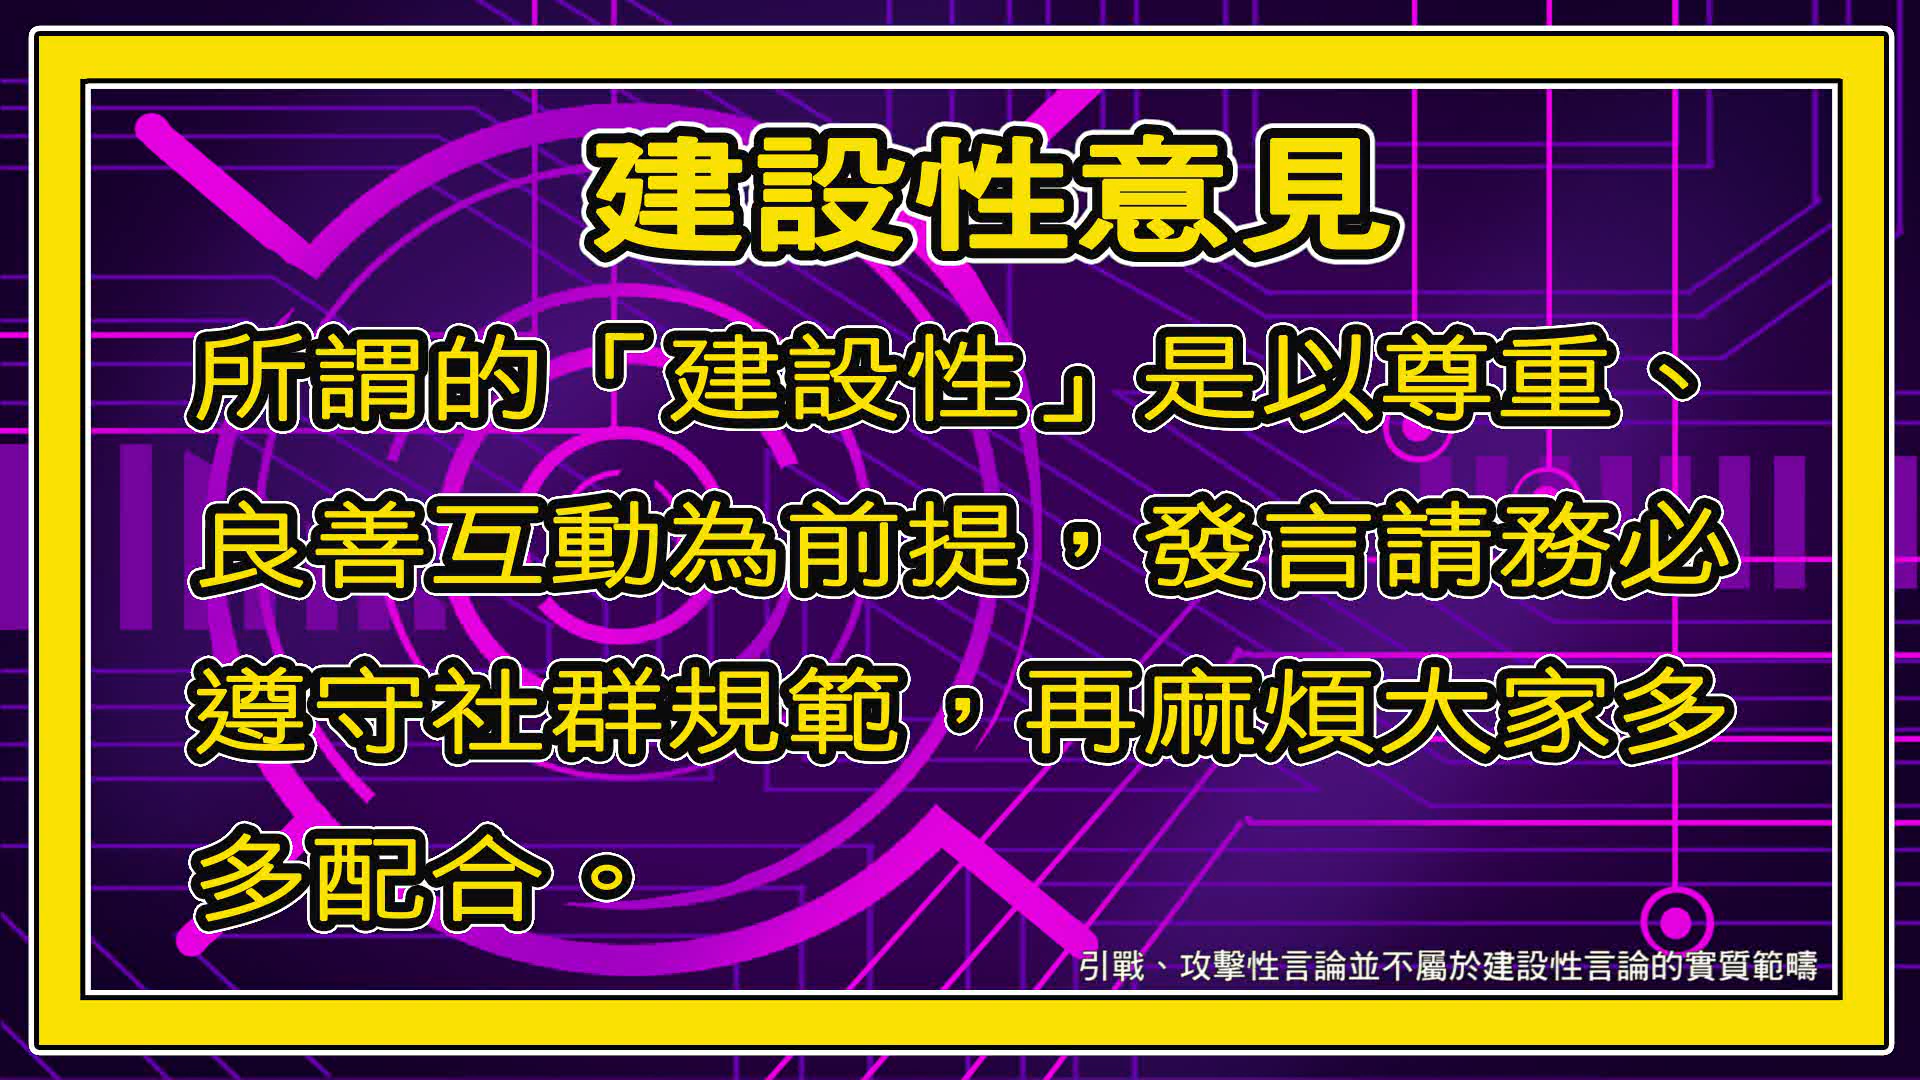 建設性意見
所謂的「建設性」是以尊重、
良善互動為前提，發言請務必
遵守社群規範，再麻煩大家多
多配合。
引戰、攻擊性言論並不屬於建設性言論的實質範疇